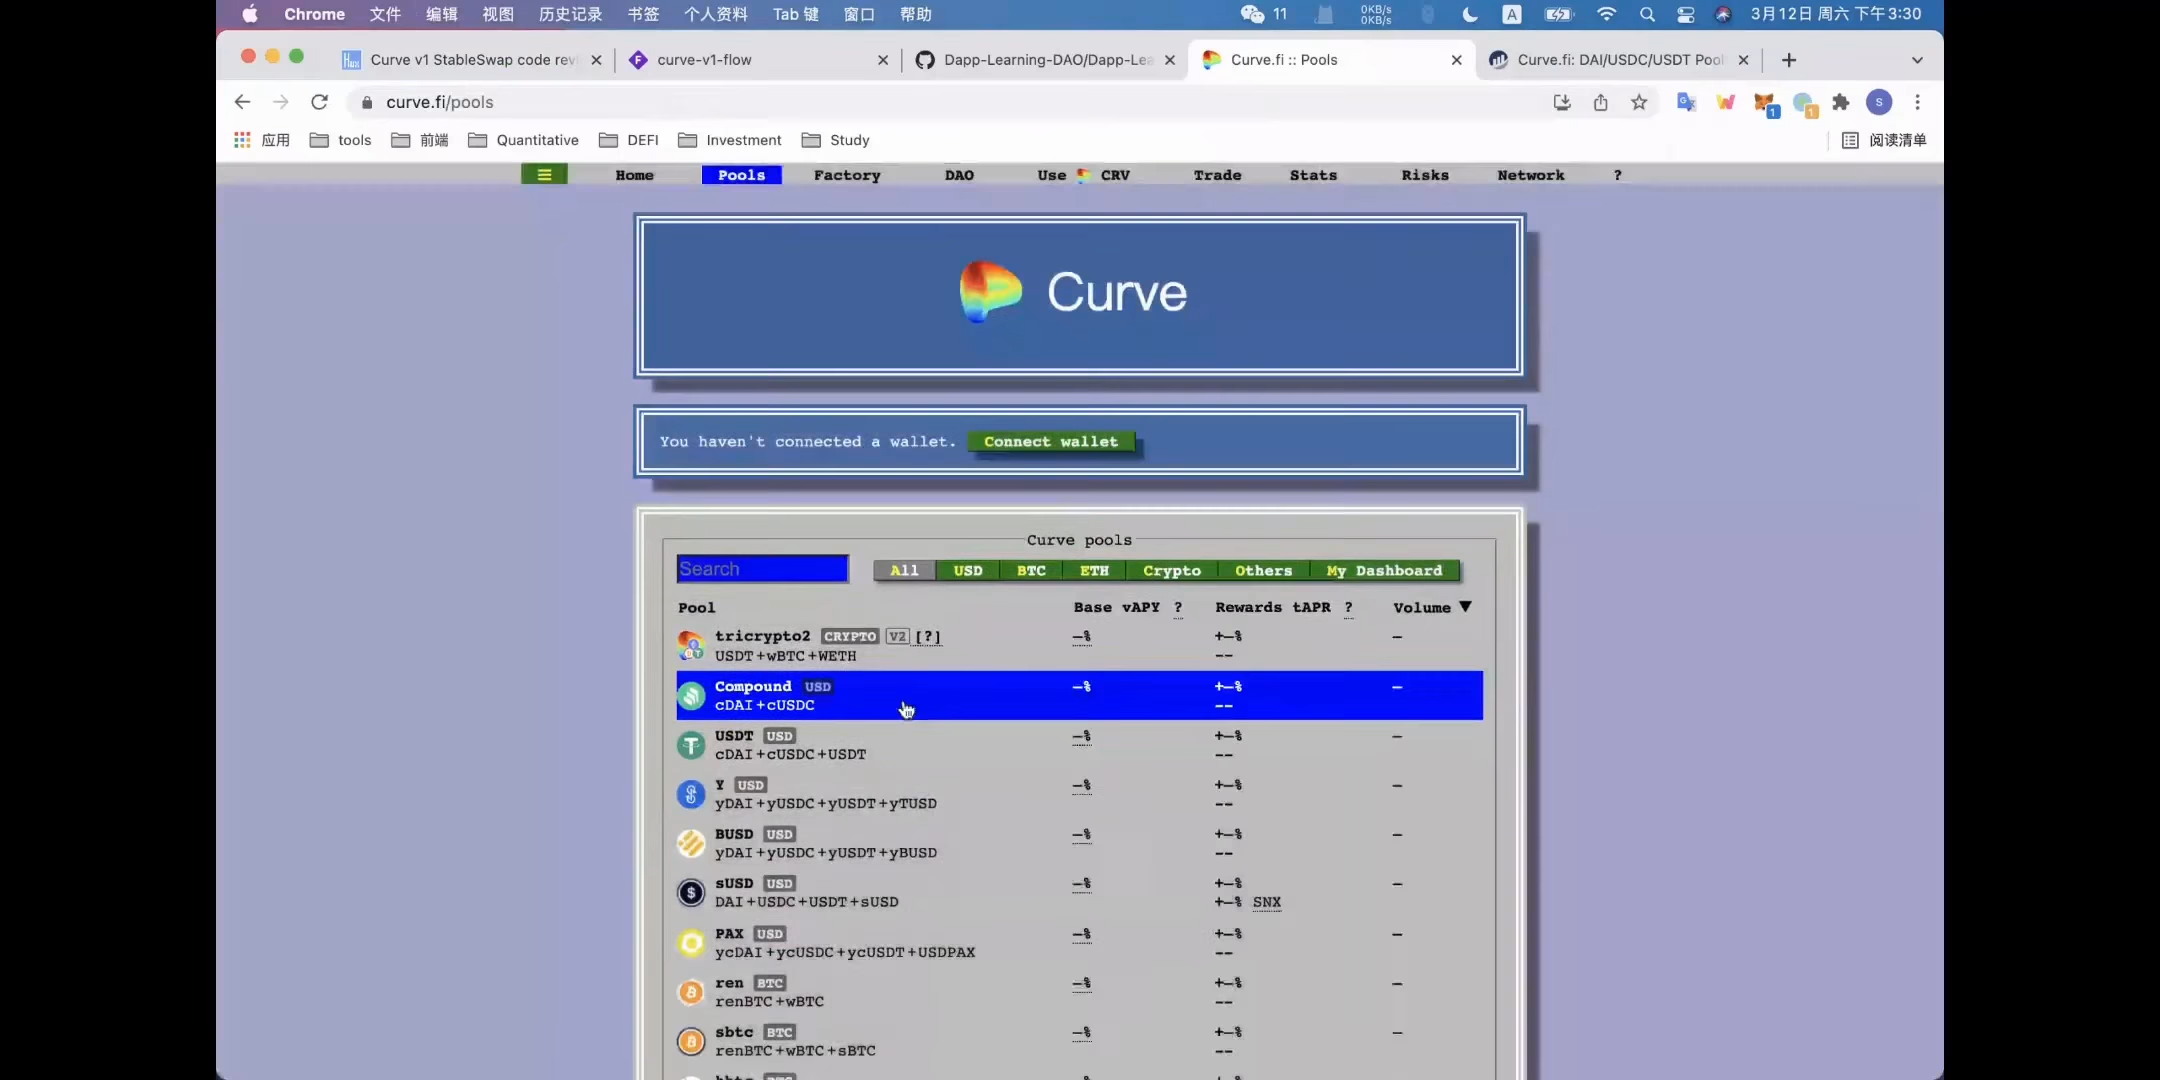 Chrome 文件 编辑 视图 历史记录 书签 个人资料 Tab 键 窗口 帮助 11 0KB/s 0KB/s A 3月12日 周六 下午3:30
Curve v1 StableSwap code rev curve-v1-flow Dapp-Learning-DAO/Dapp-Lea Curve.fi :: Pools Curve.fi: DAI/USDC/USDT Pool
curve.fi/pools
应用 tools 前端 Quantitative DEFI Investment Study 阅读清单
Home Pools Factory DAO Use CRV Trade Stats Risks Network ?
Curve
You haven't connected a wallet. Connect wallet
Curve pools
Search All USD BTC ETH Crypto Others My Dashboard
Pool Base vAPY ? Rewards tAPR ? Volume ▼
tricrypto2 CRYPTO V2 [?] —% +—% —
USDT+wBTC+WETH --
Compound USD —% +—% —
cDAI+cUSDC --
USDT USD —% +—% —
cDAI+cUSDC+USDT --
Y USD —% +—% —
yDAI+yUSDC+yUSDT+yTUSD --
BUSD USD —% +—% —
yDAI+yUSDC+yUSDT+yBUSD --
sUSD USD —% +—% —
DAI+USDC+USDT+sUSD +—% SNX
PAX USD —% +—% —
ycDAI+ycUSDC+ycUSDT+USDPAX --
ren BTC —% +—% —
renBTC+wBTC --
sbtc BTC —% +—% —
renBTC+wBTC+sBTC --